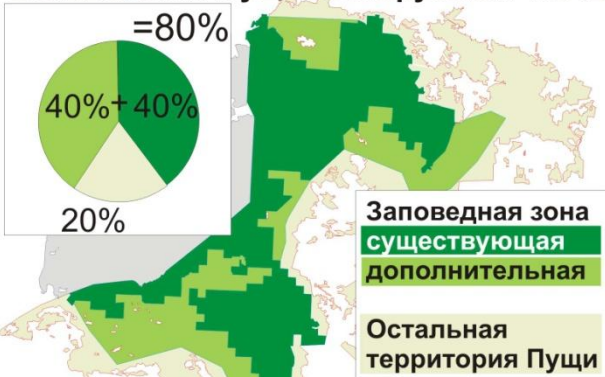 =80%
40%+40%
20%
Заповедная зона
существующая
дополнительная
Остальная
территория Пущи